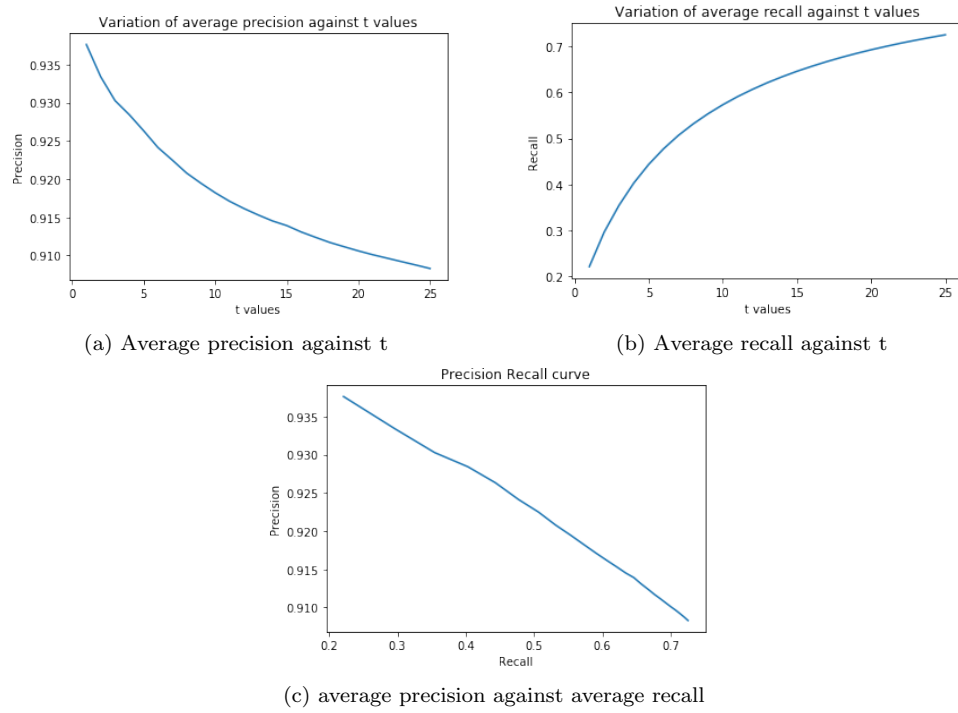 Variation of average precision against t values
0.935
0.930
0.925
0.920
0.915
0.910
Precision
0 5 10 15 20 25
t values
(a) Average precision against t
Variation of average recall against t values
0.7
0.6
0.5
0.4
0.3
0.2
Recall
0 5 10 15 20 25
t values
(b) Average recall against t
Precision Recall curve
0.935
0.930
0.925
0.920
0.915
0.910
Precision
0.2 0.3 0.4 0.5 0.6 0.7
Recall
(c) average precision against average recall